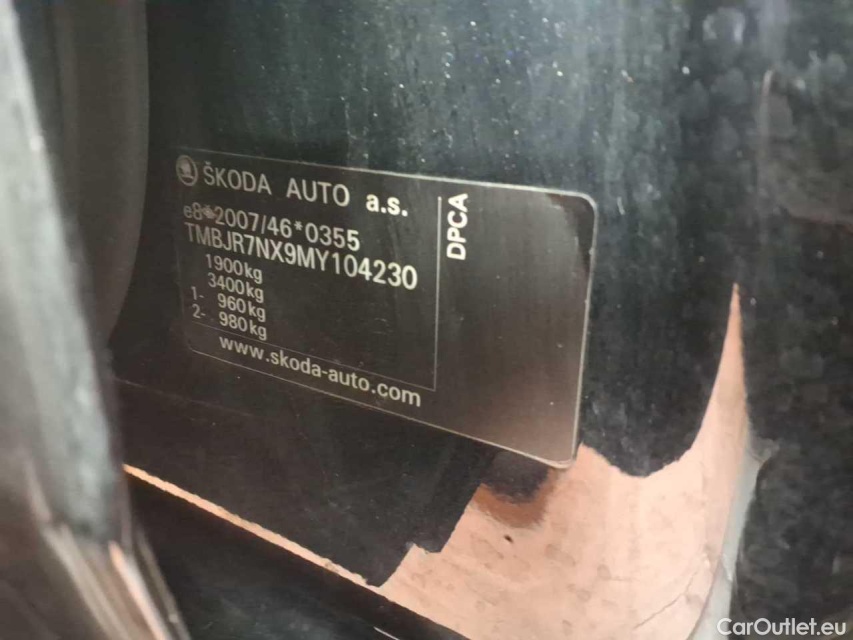 ŠKODA AUTO a.s.
e8*2007/46*0355
TMBJR7NX9MY104230
1900kg
3400kg
1- 960kg
2- 980kg
www.skoda-auto.com
DPCA
CarOutlet.eu